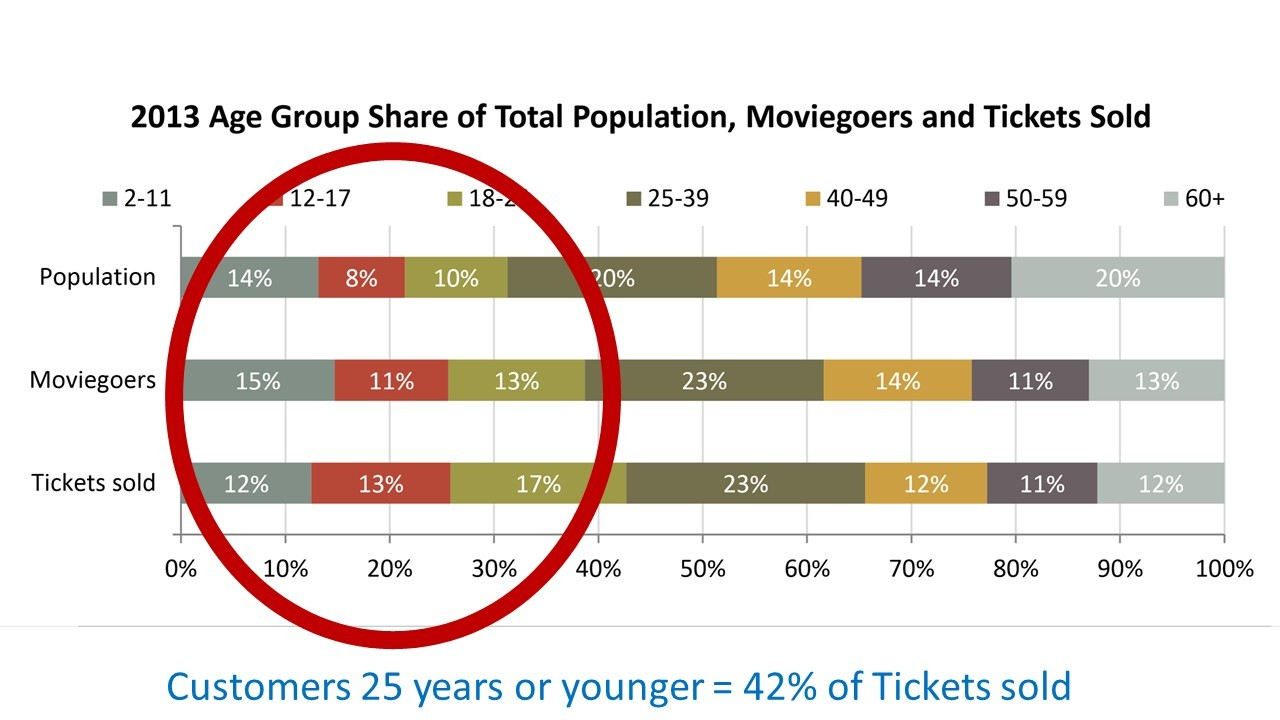 2013 Age Group Share of Total Population, Moviegoers and Tickets Sold
2-11 12-17 18-2 25-39 40-49 50-59 60+
Population 14% 8% 10% 20% 14% 14% 20%
Moviegoers 15% 11% 13% 23% 14% 11% 13%
Tickets sold 12% 13% 17% 23% 12% 11% 12%
0% 10% 20% 30% 40% 50% 60% 70% 80% 90% 100%
Customers 25 years or younger = 42% of Tickets sold